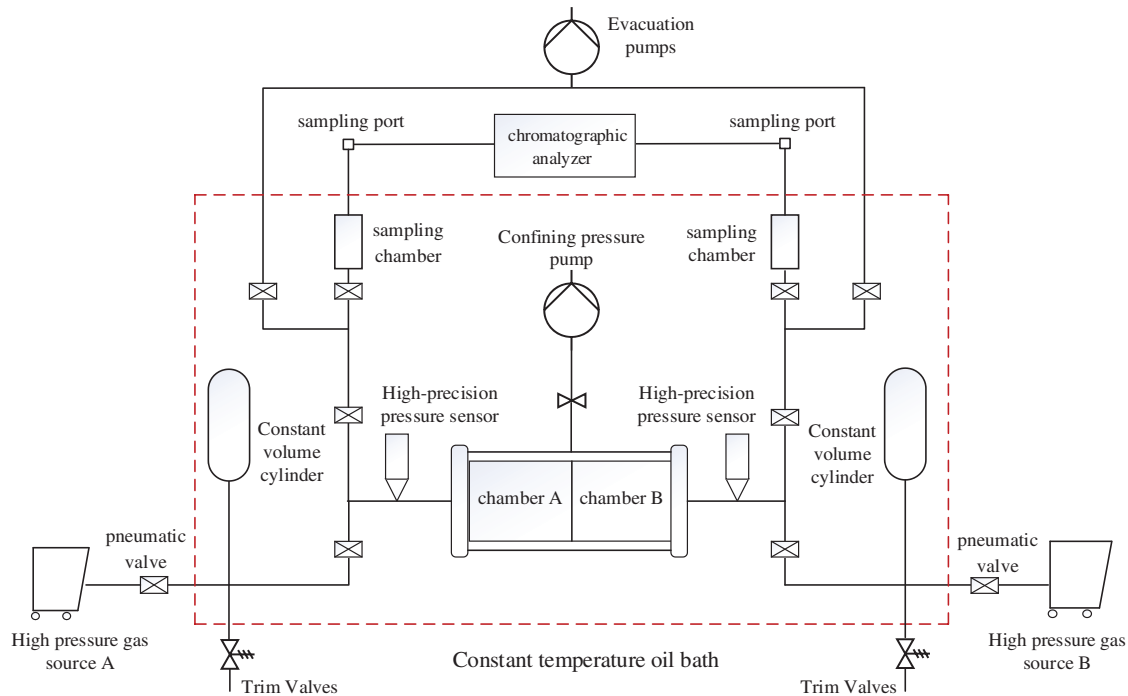 Evacuation
pumps
sampling port
chromatographic
analyzer
sampling port
sampling
chamber
Confining pressure
pump
sampling
chamber
High-precision
pressure sensor
High-precision
pressure sensor
Constant
volume
cylinder
Constant
volume
cylinder
chamber A
chamber B
pneumatic
valve
pneumatic
valve
High pressure gas
source A
Constant temperature oil bath
High pressure gas
source B
Trim Valves
Trim Valves